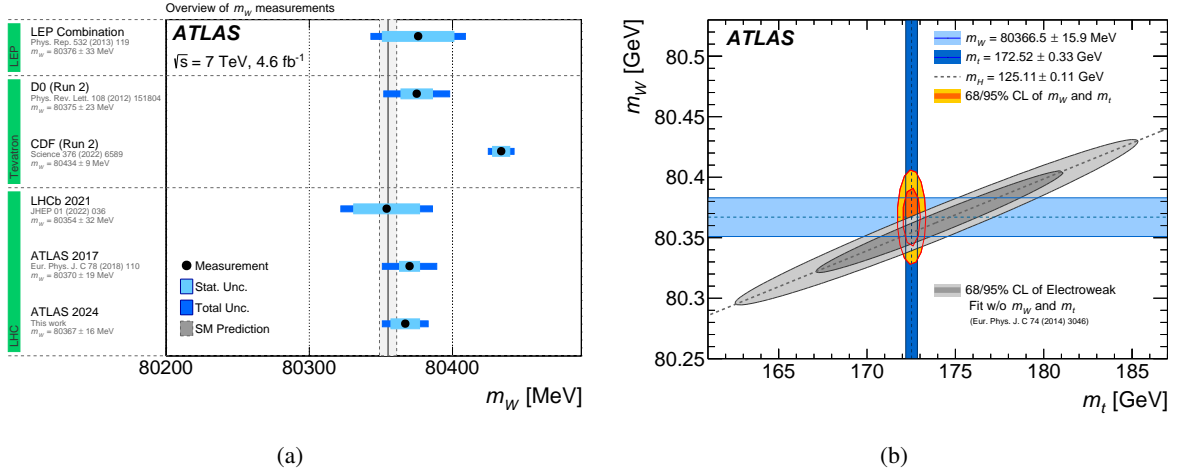 Overview of m_W measurements
LEP
LEP Combination
Phys. Rep. 532 (2013) 119
m_W = 80376 ± 33 MeV
Tevatron
D0 (Run 2)
Phys. Rev. Lett. 108 (2012) 151804
m_W = 80375 ± 23 MeV
CDF (Run 2)
Science 376 (2022) 6589
m_W = 80434 ± 9 MeV
LHC
LHCb 2021
JHEP 01 (2022) 036
m_W = 80354 ± 32 MeV
ATLAS 2017
Eur. Phys. J. C 78 (2018) 110
m_W = 80370 ± 19 MeV
ATLAS 2024
This work
m_W = 80367 ± 16 MeV
ATLAS
√s = 7 TeV, 4.6 fb⁻¹
Measurement
Stat. Unc.
Total Unc.
SM Prediction
80200 80300 80400
m_W [MeV]
(a)
m_W [GeV]
80.5
80.45
80.4
80.35
80.3
80.25
ATLAS
m_W = 80366.5 ± 15.9 MeV
m_t = 172.52 ± 0.33 GeV
m_H = 125.11 ± 0.11 GeV
68/95% CL of m_W and m_t
68/95% CL of Electroweak
Fit w/o m_W and m_t
(Eur. Phys. J. C 74 (2014) 3046)
165 170 175 180 185
m_t [GeV]
(b)